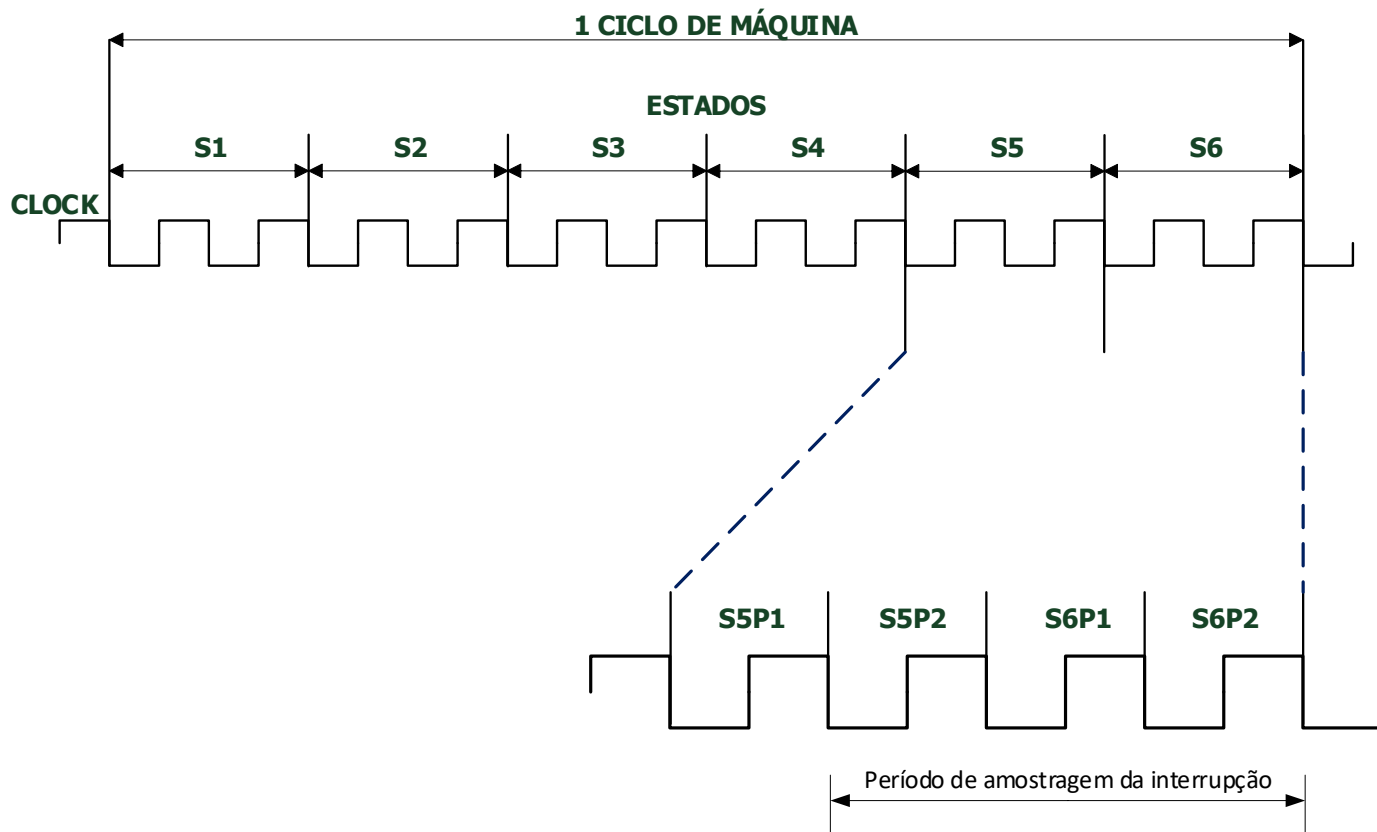 1 CICLO DE MÁQUINA
ESTADOS
S1 S2 S3 S4 S5 S6
CLOCK
S5P1 S5P2 S6P1 S6P2
Período de amostragem da interrupção